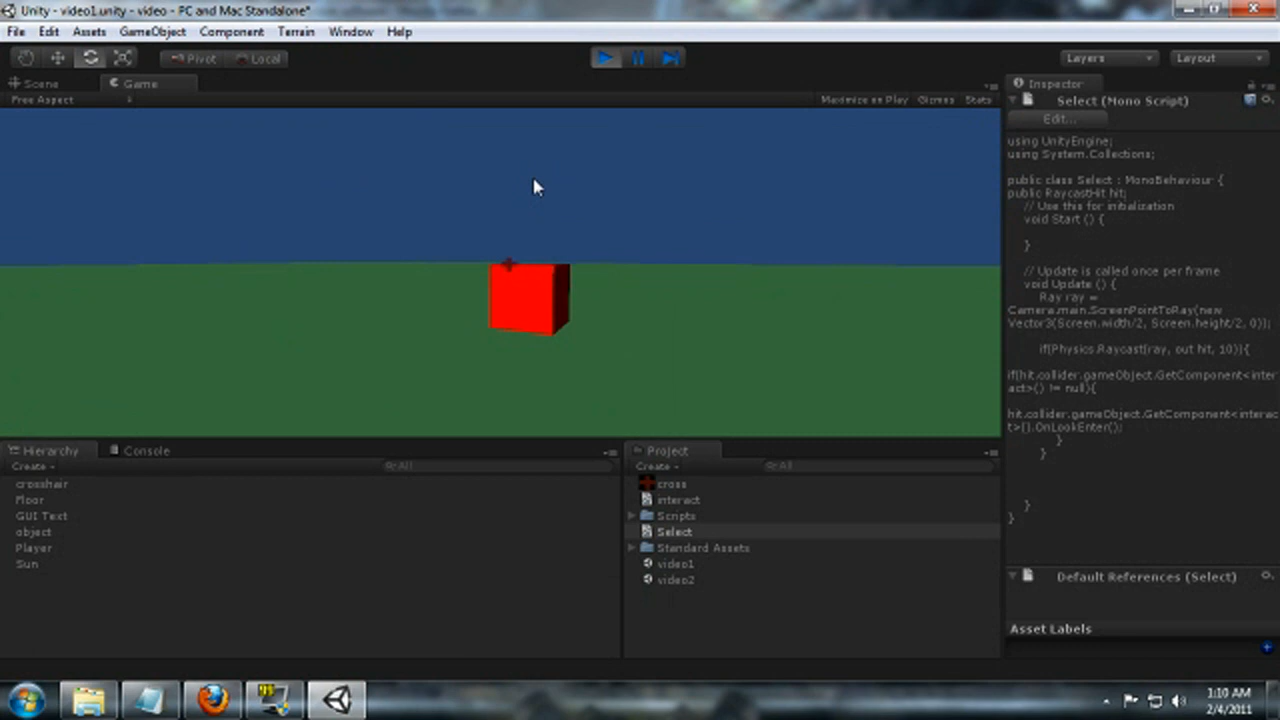 Unity - video1.unity - video - PC and Mac Standalone*
File Edit Assets GameObject Component Terrain Window Help
Pivot Local Layers Layout
Scene Game Inspector
Free Aspect Maximize on Play Gizmos Stats
Select (Mono Script)
Edit...
using UnityEngine;
using System.Collections;
public class Select : MonoBehaviour {
public RaycastHit hit;
// Use this for initialization
void Start () {
}
// Update is called once per frame
void Update () {
Ray ray =
Camera.main.ScreenPointToRay(new
Vector3(Screen.width/2, Screen.height/2, 0));
if(Physics.Raycast(ray, out hit, 10)){
if(hit.collider.gameObject.GetComponent<inter
act>() != null){
hit.collider.gameObject.GetComponent<interac
t>().OnLookEnter();
}
}
}
}
Default References (Select)
Asset Labels
Hierarchy Console
Create All
crosshair
Floor
GUI Text
object
Player
Sun
Project
Create All
cross
interact
Scripts
Select
Standard Assets
video1
video2
1:10 AM
2/4/2011